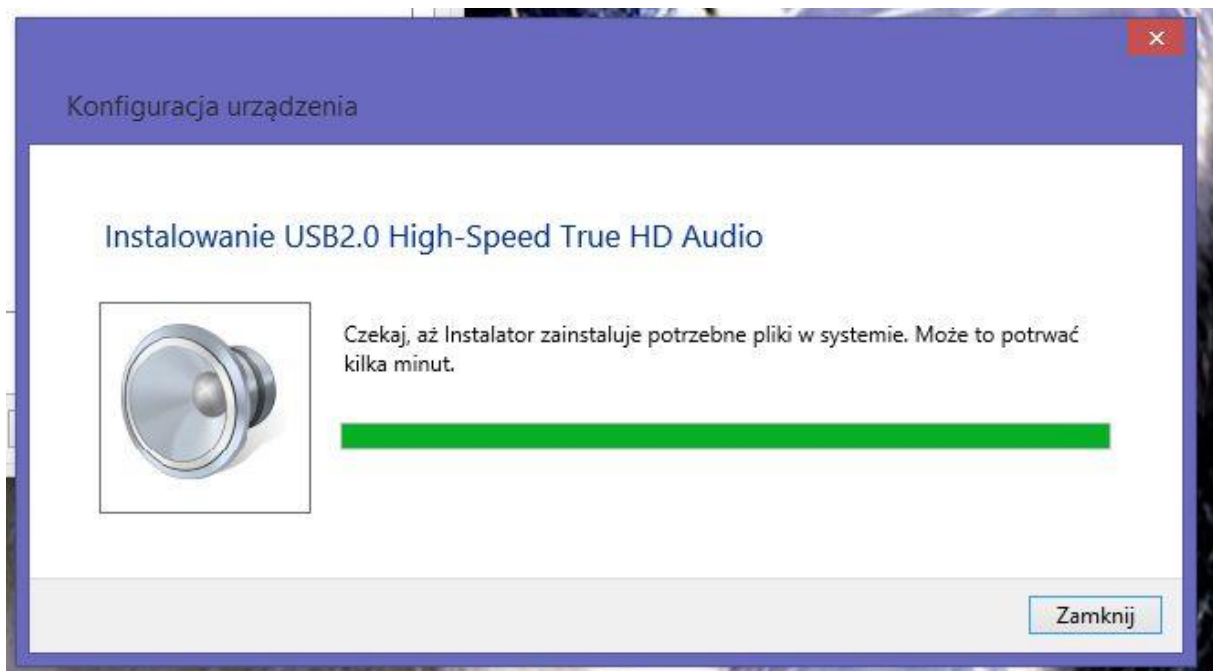 Konfiguracja urządzenia
Instalowanie USB2.0 High-Speed True HD Audio
Czekaj, aż Instalator zainstaluje potrzebne pliki w systemie. Może to potrwać
kilka minut.
Zamknij